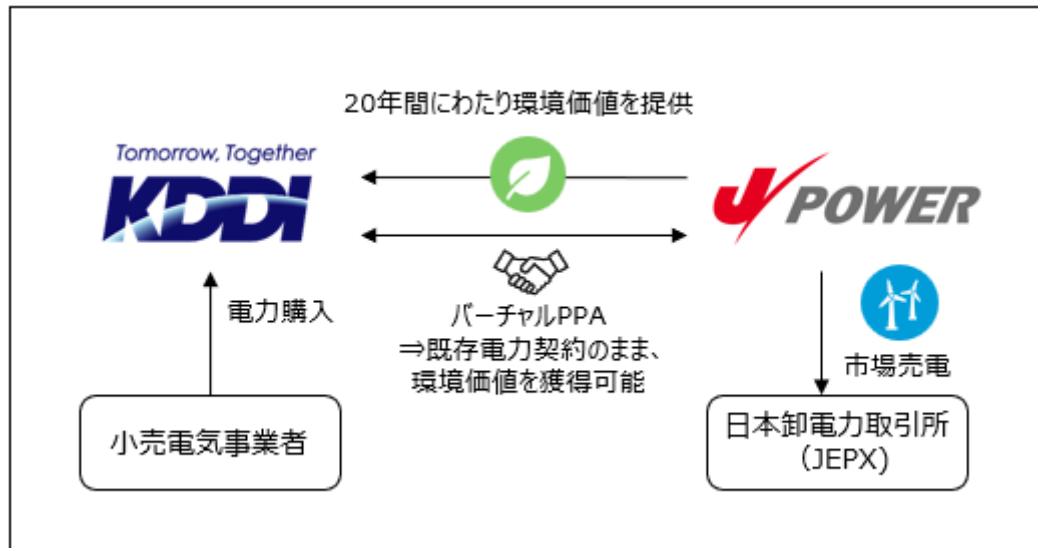 20年間にわたり環境価値を提供
Tomorrow, Together
KDDI
J POWER
電力購入
バーチャルPPA
⇒既存電力契約のまま、
環境価値を獲得可能
市場売電
小売電気事業者
日本卸電力取引所
（JEPX)